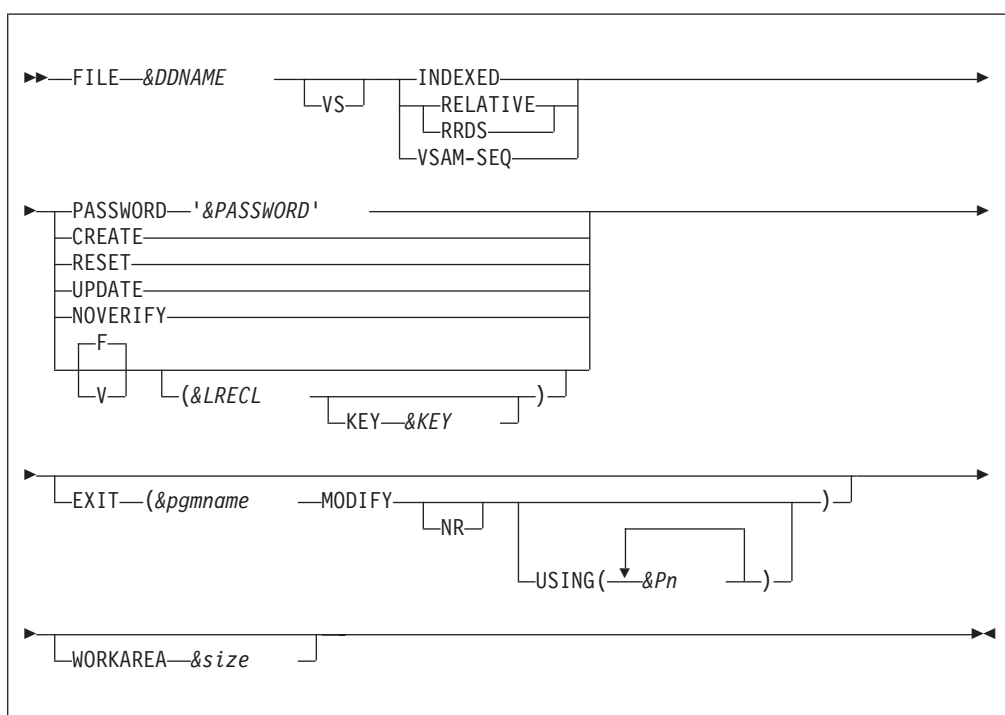 FILE &DDNAME INDEXED
VS RELATIVE
RRDS
VSAM-SEQ
PASSWORD '&PASSWORD'
CREATE
RESET
UPDATE
NOVERIFY
F
V (&LRECL )
KEY &KEY
EXIT (&pgmname MODIFY )
NR
USING( &Pn )
WORKAREA &size